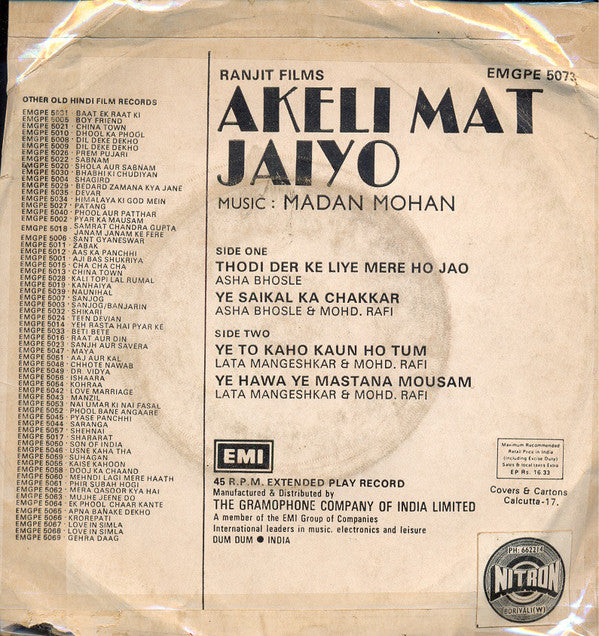 RANJIT FILMS
EMGPE 5073
AKELI MAT
JAIYO
MUSIC : MADAN MOHAN
SIDE ONE
THODI DER KE LIYE MERE HO JAO
ASHA BHOSLE
YE SAIKAL KA CHAKKAR
ASHA BHOSLE & MOHD. RAFI
SIDE TWO
YE TO KAHO KAUN HO TUM
LATA MANGESHKAR & MOHD. RAFI
YE HAWA YE MASTANA MOUSAM
LATA MANGESHKAR & MOHD. RAFI
OTHER OLD HINDI FILM RECORDS
EMGPE 5031 · BAAT EK RAAT KI
EMGPE 5005 · BOY FRIEND
EMGPE 5021 · CHINA TOWN
EMGPE 5010 · DHOOL KA PHOOL
EMGPE 5008 · DIL DEKE DEKHO
EMGPE 5009 · DIL DEKE DEKHO
EMGPE 5026 · PREM PUJARI
EMGPE 5022 · SABNAM
EMGPE 5020 · SHOLA AUR SABNAM
EMGPE 5030 · BHABHI KI CHUDIYAN
EMGPE 5004 · SHAGIRD
EMGPE 5029 · BEDARD ZAMANA KYA JANE
EMGPE 5035 · DEVAR
EMGPE 5034 · HIMALAYA KI GOD MEIN
EMGPE 5027 · PATANG
EMGPE 5040 · PHOOL AUR PATTHAR
EMGPE 5002 · PYAR KA MAUSAM
EMGPE 5018 · SAMRAT CHANDRA GUPTA
JANAM JANAM KE FERE
EMGPE 5006 · SANT GYANESWAR
EMGPE 5011 · ZABAK
EMGPE 5012 · AAS KA PANCHHI
EMGPE 5001 · AJI BAS SHUKRIYA
EMGPE 5015 · CHA CHA CHA
EMGPE 5013 · CHINA TOWN
EMGPE 5028 · KALI TOPI LAL RUMAL
EMGPE 5019 · KANHAIYA
EMGPE 5039 · NAUNIHAL
EMGPE 5007 · SANJOG
EMGPE 5003 · SANJOG/BANJARIN
EMGPE 5032 · SHIKARI
EMGPE 5024 · TEEN DEVIAN
EMGPE 5014 · YEH RASTA HAI PYAR KE
EMGPE 5033 · BETI BETE
EMGPE 5016 · RAAT AUR DIN
EMGPE 5023 · SANJH AUR SAVERA
EMGPE 5047 · MAYA
EMGPE 5061 · AAJ AUR KAL
EMGPE 5048 · CHHOTE NAWAB
EMGPE 5049 · DR. VIDYA
EMGPE 5056 · ISHAARA
EMGPE 5064 · KOHRAA
EMGPE 5042 · LOVE MARRIAGE
EMGPE 5043 · MANZIL
EMGPE 5053 · NAI UMAR KI NAI FASAL
EMGPE 5052 · PHOOL BANE ANGAARE
EMGPE 5045 · PYASE PANCHHI
EMGPE 5044 · SARANGA
EMGPE 5057 · SHEHNAI
EMGPE 5017 · SHARARAT
EMGPE 5050 · SON OF INDIA
EMGPE 5046 · USNE KAHA THA
EMGPE 5059 · SUHAGAN
EMGPE 5055 · KAISE KAHOON
EMGPE 5058 · DOOJ KA CHAAND
EMGPE 5060 · MEHNDI LAGI MERE HAATH
EMGPE 5061 · PHIR SUBAH HOGI
EMGPE 5062 · MERA QASOOR KYA HAI
EMGPE 5063 · MUJHE JEENE DO
EMGPE 5064 · EK PHOOL CHAAR KANTE
EMGPE 5065 · APNA BANAKE DEKHO
EMGPE 5066 · KROREPATI
EMGPE 5067 · LOVE IN SIMLA
EMGPE 5068 · LOVE IN SIMLA
EMGPE 5069 · GEHRA DAAG
EMI
45 R.P.M. EXTENDED PLAY RECORD
Manufactured & Distributed by
THE GRAMOPHONE COMPANY OF INDIA LIMITED
A member of the EMI Group of Companies
International leaders in music. electronics and leisure
DUM DUM ● INDIA
Maximum Recommended
Retail Price in India
(Including Excise Duty)
Sales & local taxes Extra
EP Rs. 16.33
Covers & Cartons
Calcutta-17.
PH: 662214
NITRON
BORIVALI (W)